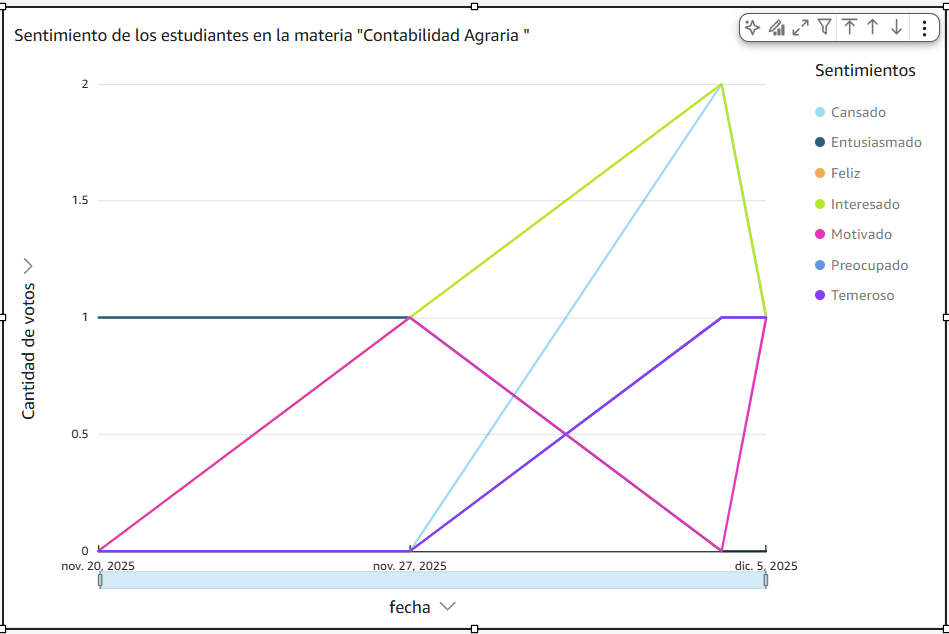 Sentimiento de los estudiantes en la materia "Contabilidad Agraria "
Sentimientos
Cansado
Entusiasmado
Feliz
Interesado
Motivado
Preocupado
Temeroso
Cantidad de votos
2
1.5
1
0.5
0
nov. 20, 2025
nov. 27, 2025
dic. 5, 2025
fecha